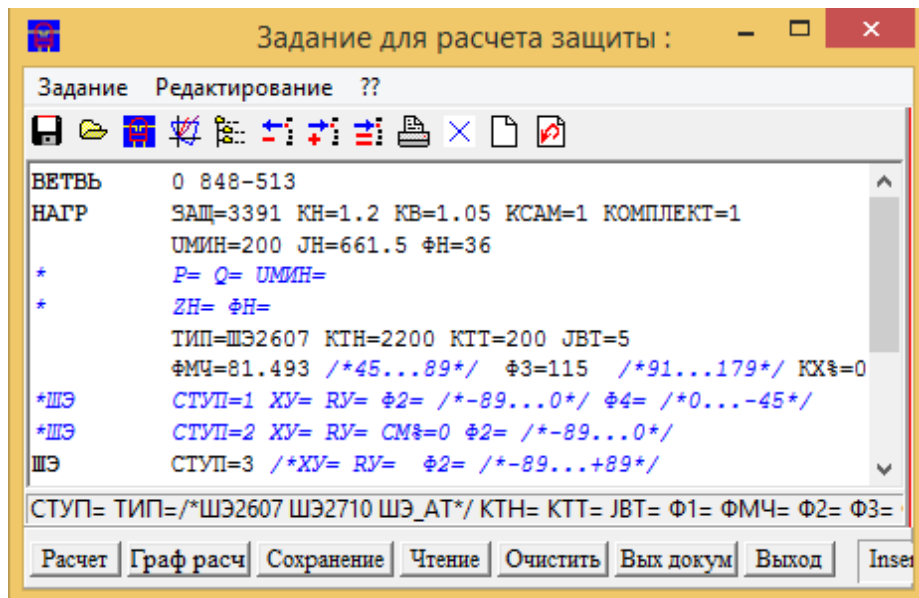 Задание для расчета защиты :
Задание Редактирование ??
ВЕТВЬ 0 848-513
НАГР ЗАЩ=3391 КН=1.2 КВ=1.05 КСАМ=1 КОМПЛЕКТ=1
UМИН=200 JН=661.5 ФН=36
* P= Q= UМИН=
* ZН= ФН=
ТИП=ШЭ2607 КТН=2200 КТТ=200 JВТ=5
ФМЧ=81.493 /*45...89*/ Ф3=115 /*91...179*/ КХ%=0
*ШЭ СТУП=1 ХУ= RУ= Ф2= /*-89...0*/ Ф4= /*0...-45*/
*ШЭ СТУП=2 ХУ= RУ= СМ%=0 Ф2= /*-89...0*/
ШЭ СТУП=3 /*ХУ= RУ= Ф2= /*-89...+89*/
СТУП= ТИП=/*ШЭ2607 ШЭ2710 ШЭ_АТ*/ КТН= КТТ= JВТ= Ф1= ФМЧ= Ф2= Ф3=
Расчет Граф расч Сохранение Чтение Очистить Вых докум Выход Inse